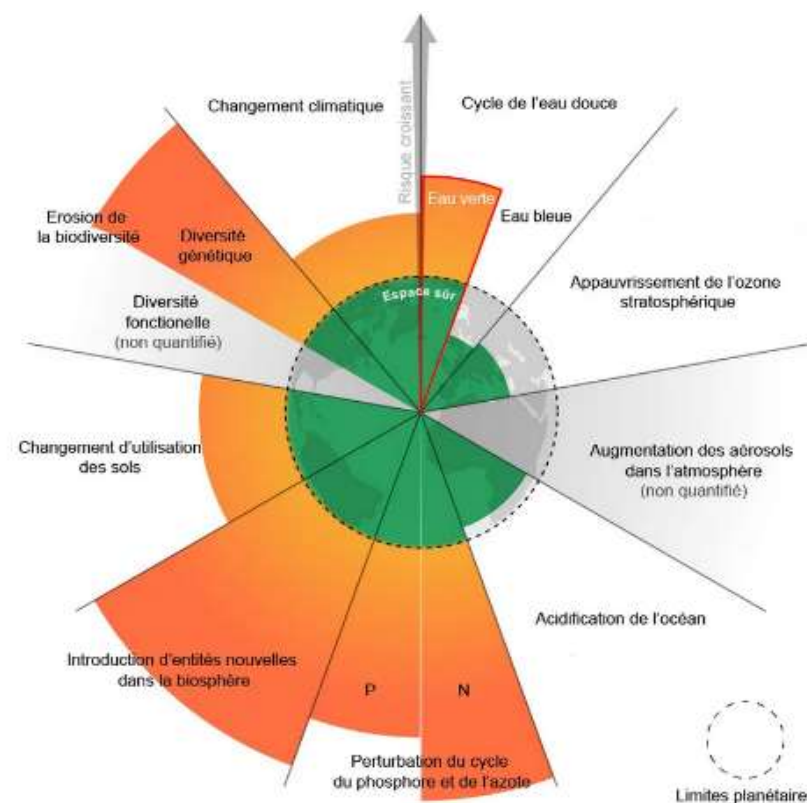 Changement climatique
Cycle de l'eau douce
Risque croissant
Eau verte
Eau bleue
Erosion de
la biodiversité
Diversité
génétique
Espace sûr
Appauvrissement de l'ozone
stratosphérique
Diversité
fonctionelle
(non quantifié)
Changement d'utilisation
des sols
Augmentation des aérosols
dans l'atmosphère
(non quantifié)
Acidification de l'océan
Introduction d'entités nouvelles
dans la biosphère
P
N
Perturbation du cycle
du phosphore et de l'azote
Limites planétaire